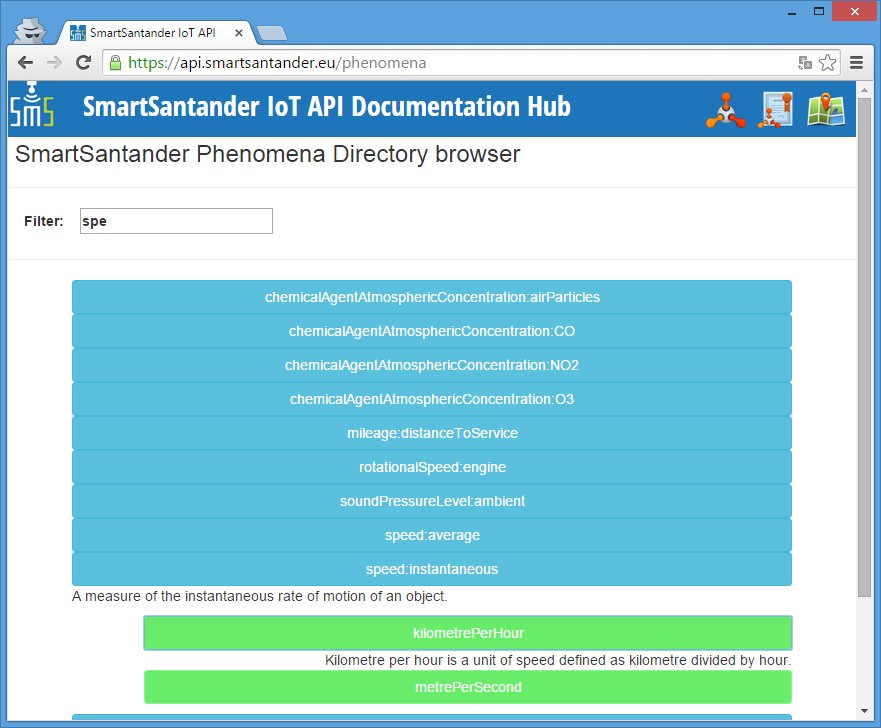 SmartSantander IoT API
https://api.smartsantander.eu/phenomena
sms SmartSantander IoT API Documentation Hub
SmartSantander Phenomena Directory browser
Filter: spe
chemicalAgentAtmosphericConcentration:airParticles
chemicalAgentAtmosphericConcentration:CO
chemicalAgentAtmosphericConcentration:NO2
chemicalAgentAtmosphericConcentration:O3
mileage:distanceToService
rotationalSpeed:engine
soundPressureLevel:ambient
speed:average
speed:instantaneous
A measure of the instantaneous rate of motion of an object.
kilometrePerHour
Kilometre per hour is a unit of speed defined as kilometre divided by hour.
metrePerSecond